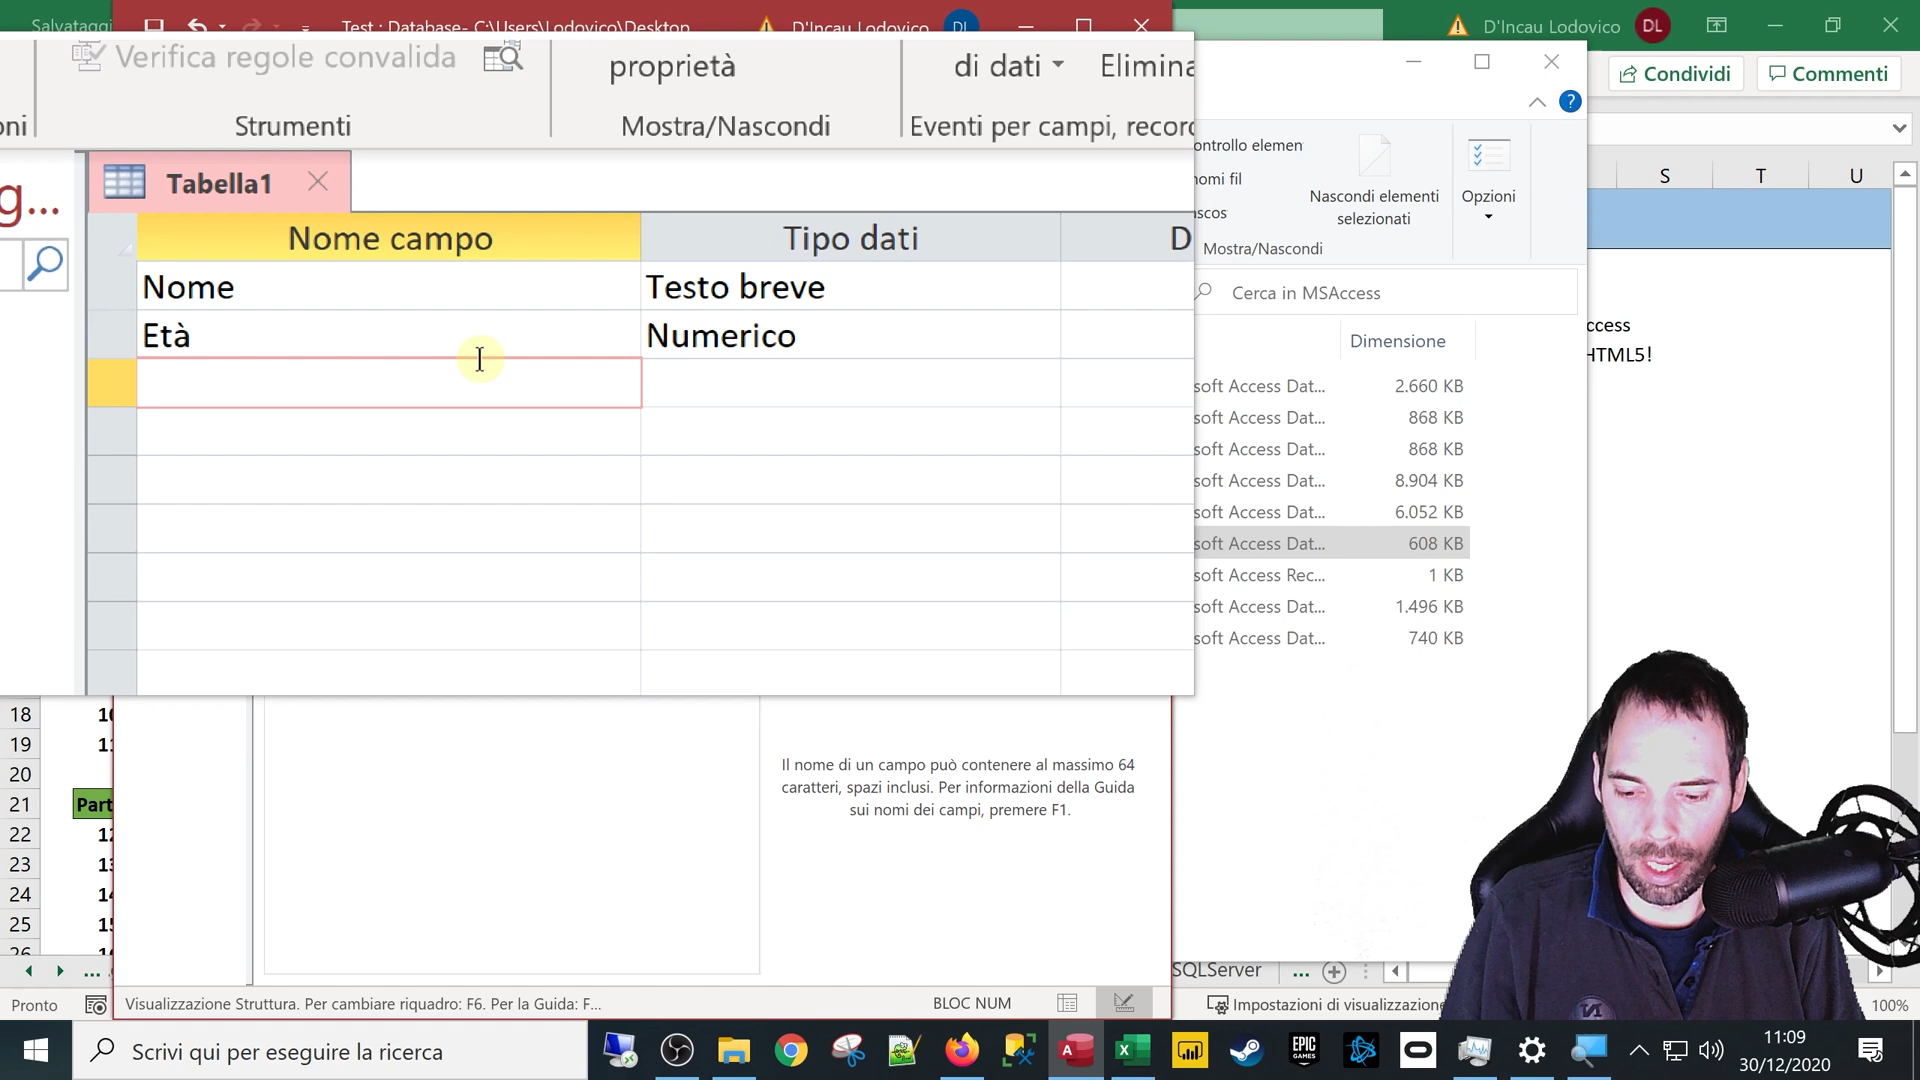 Salvataggi
Test : Database- C:\Users\Lodovico\Desktop
D'Incau Lodovico
DL
D'Incau Lodovico
DL
Condividi
Commenti
Verifica regole convalida
proprietà
di dati
Elimina
oni
Strumenti
Mostra/Nascondi
Eventi per campi, record
g...
Tabella1
Nome campo
Tipo dati
D
Nome
Testo breve
Età
Numerico
ontrollo elemen
nomi fil
ascos
Nascondi elementi
selezionati
Opzioni
Mostra/Nascondi
Cerca in MSAccess
Dimensione
soft Access Dat...
2.660 KB
soft Access Dat...
868 KB
soft Access Dat...
868 KB
soft Access Dat...
8.904 KB
soft Access Dat...
6.052 KB
soft Access Dat...
608 KB
soft Access Rec...
1 KB
soft Access Dat...
1.496 KB
soft Access Dat...
740 KB
S
T
U
ccess
HTML5!
18
19
20
21
Part
22
23
24
25
26
Il nome di un campo può contenere al massimo 64
caratteri, spazi inclusi. Per informazioni della Guida
sui nomi dei campi, premere F1.
...
SQLServer
...
Pronto
Visualizzazione Struttura. Per cambiare riquadro: F6. Per la Guida: F...
BLOC NUM
Impostazioni di visualizzazione
100%
Scrivi qui per eseguire la ricerca
EPIC
GAMES
11:09
30/12/2020